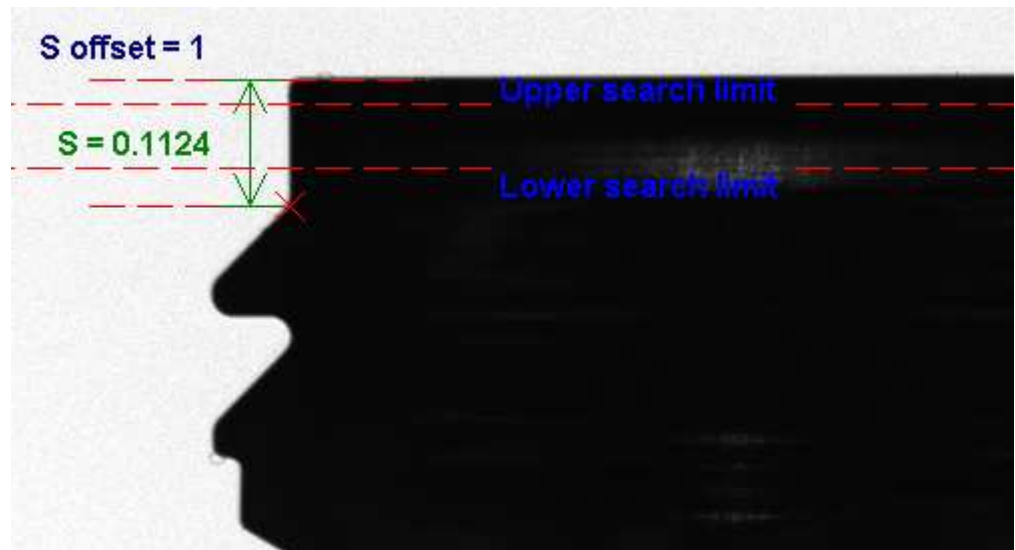 S offset = 1
Upper search limit
S = 0.1124
Lower search limit